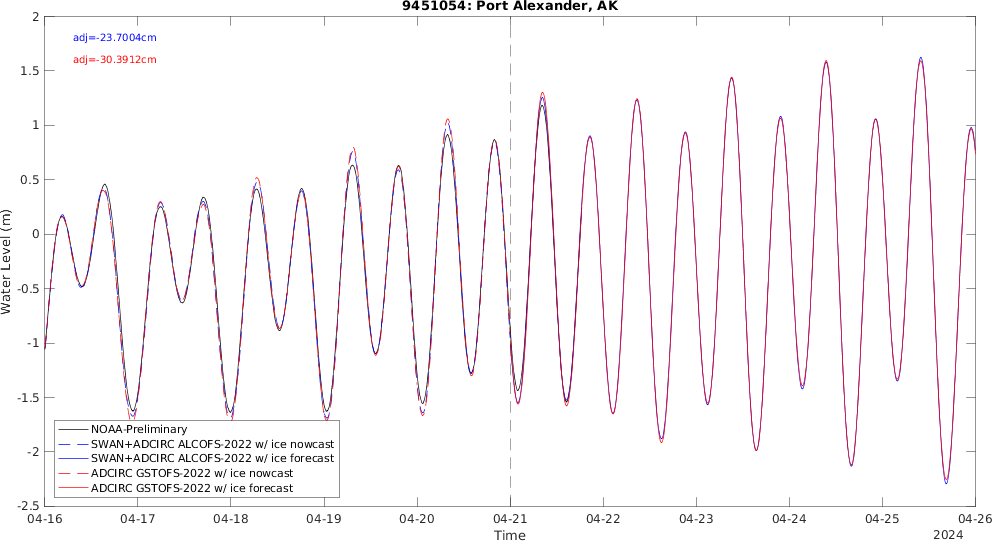 9451054: Port Alexander, AK
adj=-23.7004cm
adj=-30.3912cm
Water Level (m)
2
1.5
1
0.5
0
-0.5
-1
-1.5
-2
-2.5
NOAA-Preliminary
SWAN+ADCIRC ALCOFS-2022 w/ ice nowcast
SWAN+ADCIRC ALCOFS-2022 w/ ice forecast
ADCIRC GSTOFS-2022 w/ ice nowcast
ADCIRC GSTOFS-2022 w/ ice forecast
04-16 04-17 04-18 04-19 04-20 04-21 04-22 04-23 04-24 04-25 04-26
Time
2024